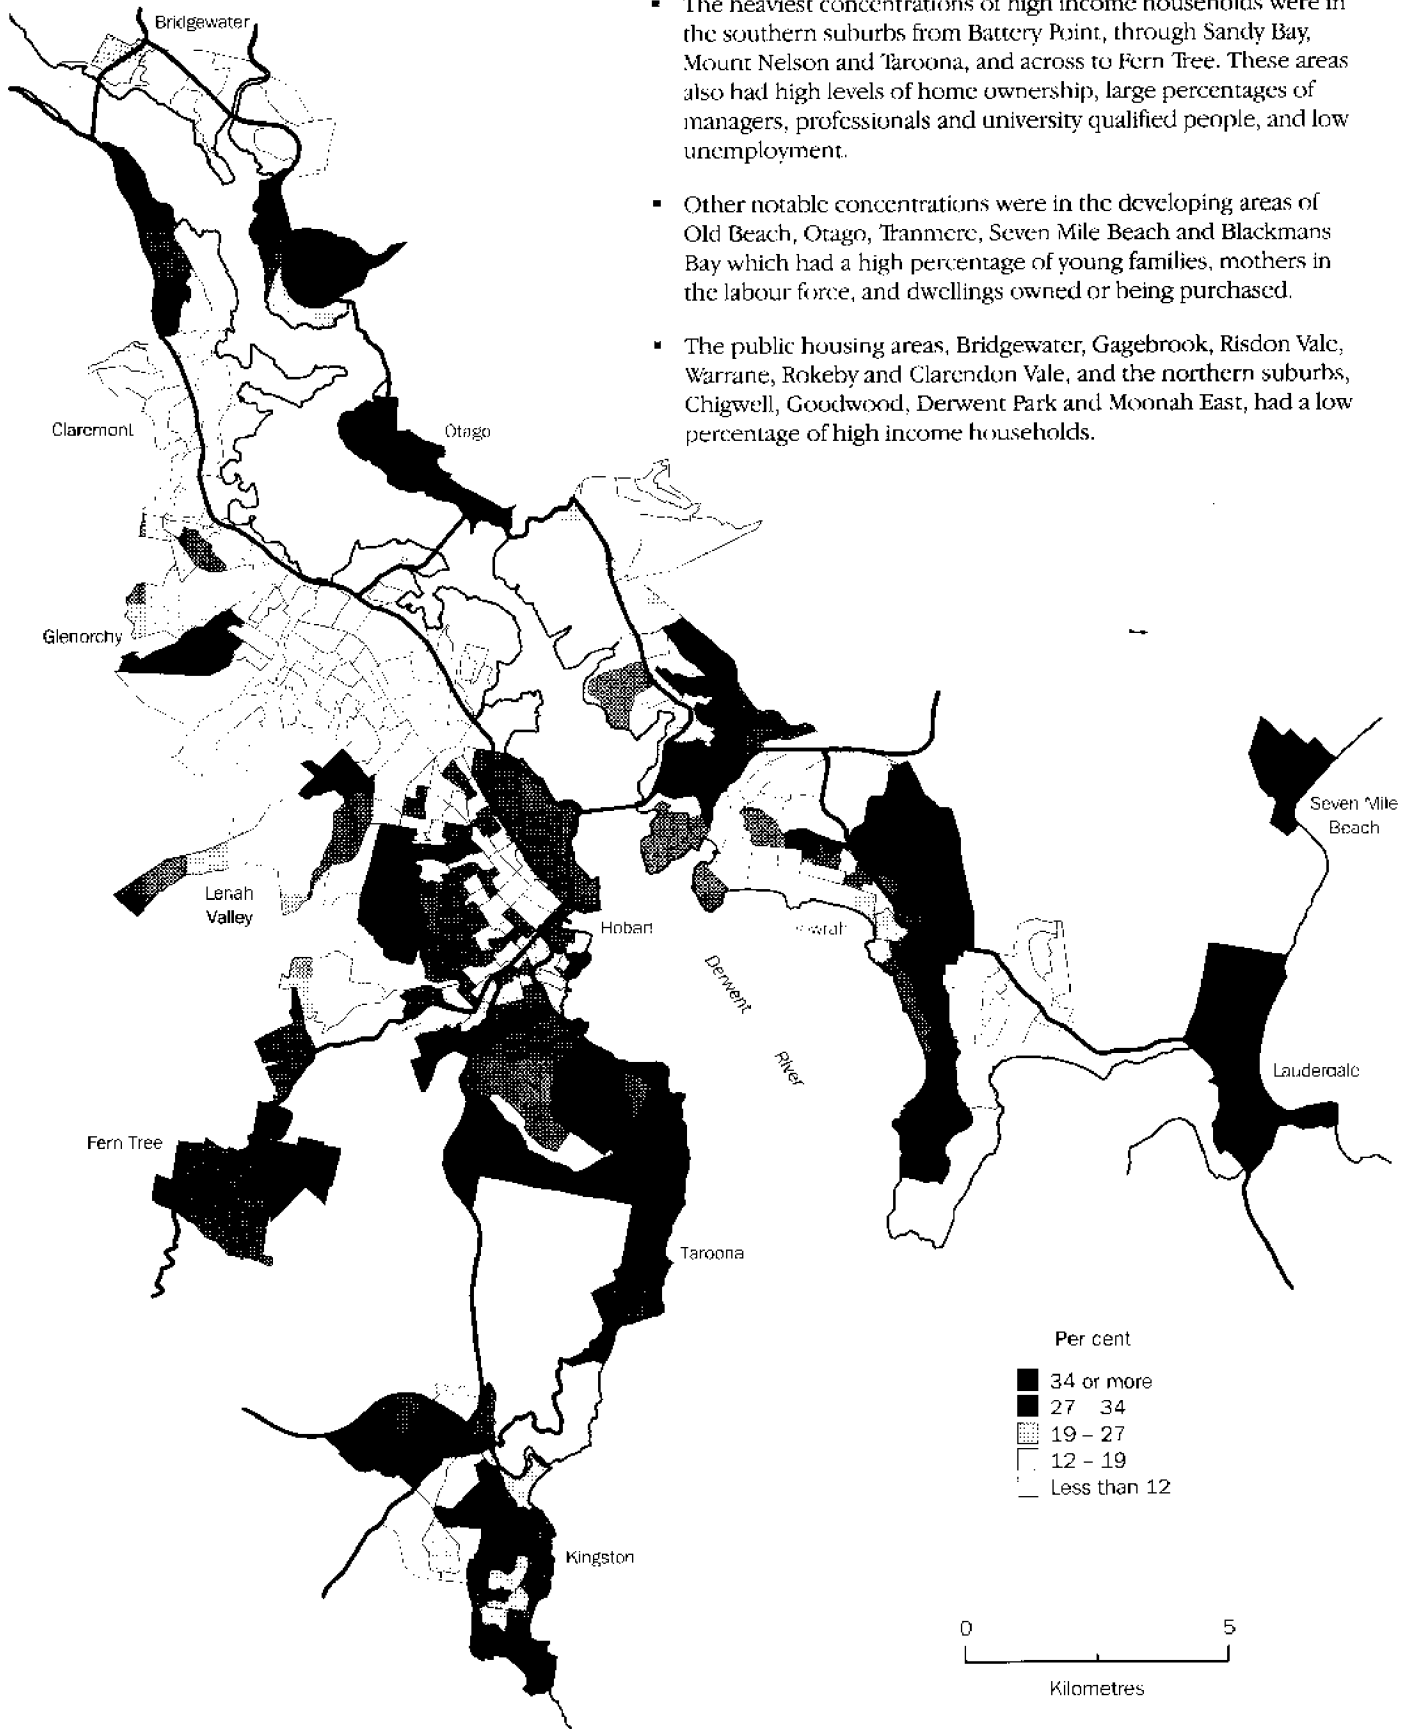 ▪ The heaviest concentrations of high income households were in
the southern suburbs from Battery Point, through Sandy Bay,
Mount Nelson and Taroona, and across to Fern Tree. These areas
also had high levels of home ownership, large percentages of
managers, professionals and university qualified people, and low
unemployment.
▪ Other notable concentrations were in the developing areas of
Old Beach, Otago, Tranmere, Seven Mile Beach and Blackmans
Bay which had a high percentage of young families, mothers in
the labour force, and dwellings owned or being purchased.
▪ The public housing areas, Bridgewater, Gagebrook, Risdon Vale,
Warrane, Rokeby and Clarendon Vale, and the northern suburbs,
Chigwell, Goodwood, Derwent Park and Moonah East, had a low
percentage of high income households.
Bridgewater
Claremont
Otago
Glenorchy
Seven Mile
Beach
Lenah
Valley
Hobart
Derwent
River
Lauderdale
Fern Tree
Taroona
Per cent
34 or more
27 34
19 – 27
12 – 19
Less than 12
Kingston
0 5
Kilometres